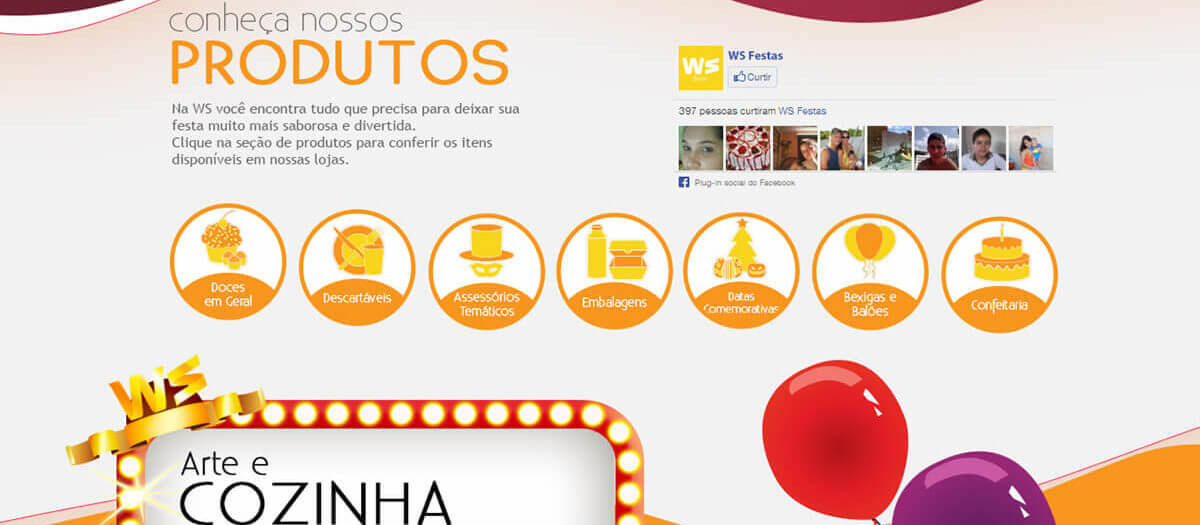 conheça nossos
PRODUTOS
Na WS você encontra tudo que precisa para deixar sua
festa muito mais saborosa e divertida.
Clique na seção de produtos para conferir os itens
disponíveis em nossas lojas.
WS
WS Festas
Curtir
397 pessoas curtiram WS Festas
Plug-in social do Facebook
Doces
em Geral
Descartáveis
Assessórios
Temáticos
Embalagens
Datas
Comemorativas
Bexigas e
Balões
Confeitaria
WS
Arte e
COZINHA